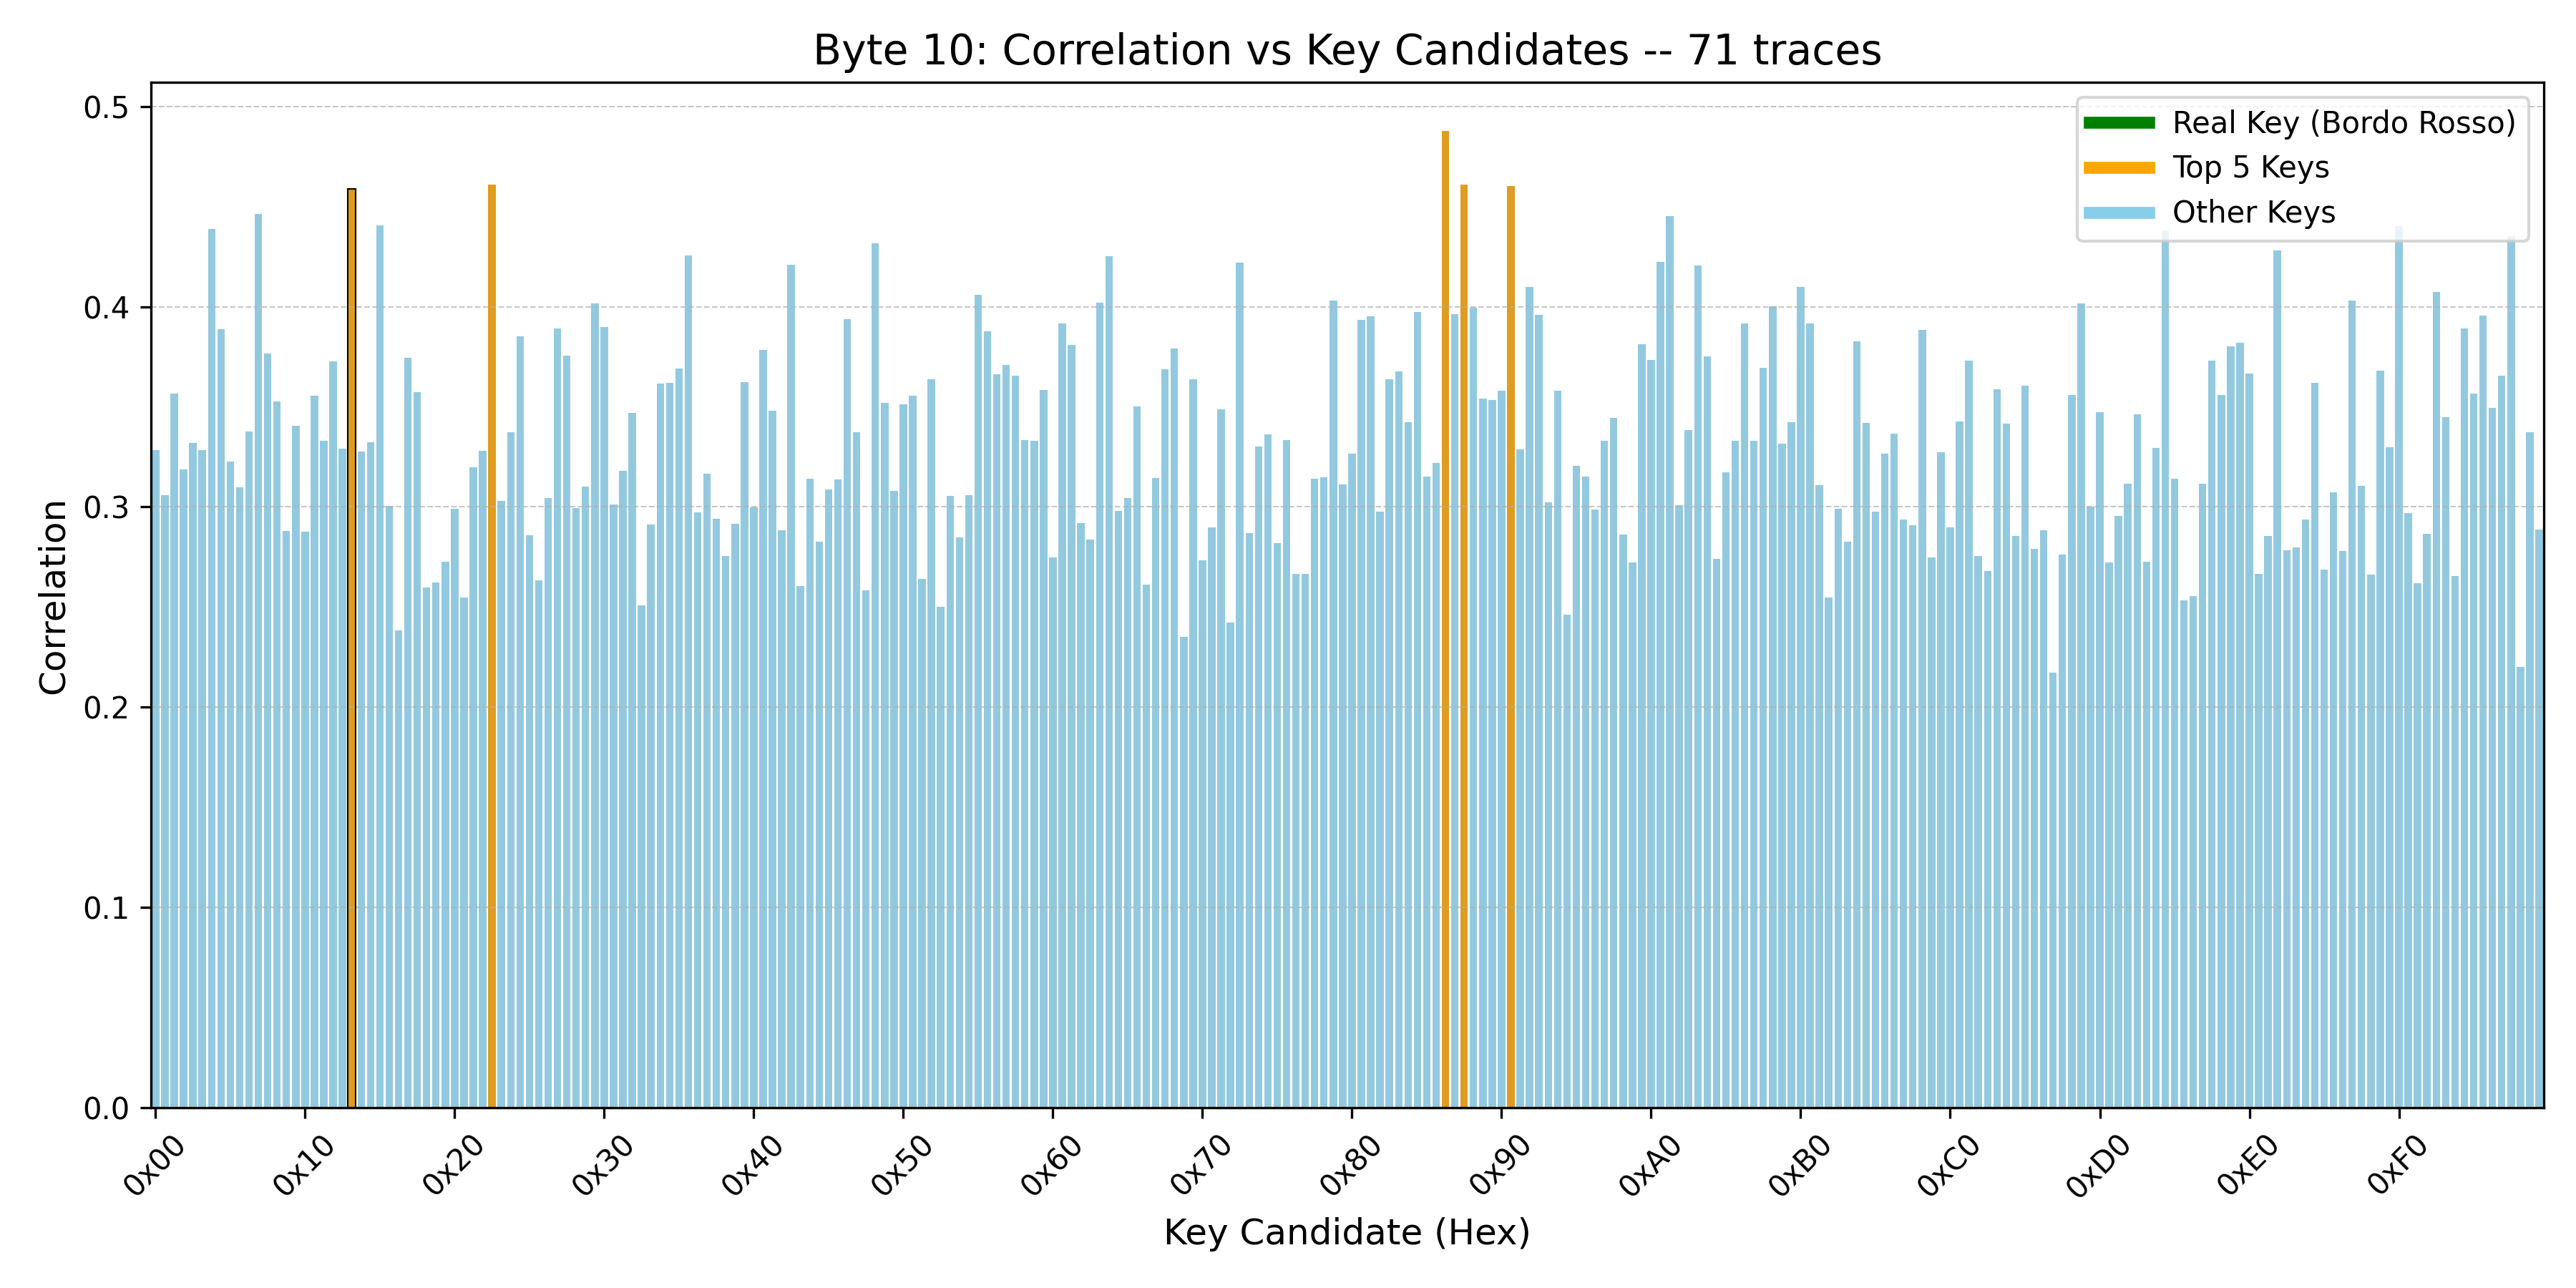 Byte 10: Correlation vs Key Candidates -- 71 traces
Real Key (Bordo Rosso)
Top 5 Keys
Other Keys
Correlation
0.5
0.4
0.3
0.2
0.1
0.0
0x00 0x10 0x20 0x30 0x40 0x50 0x60 0x70 0x80 0x90 0xA0 0xB0 0xC0 0xD0 0xE0 0xF0
Key Candidate (Hex)